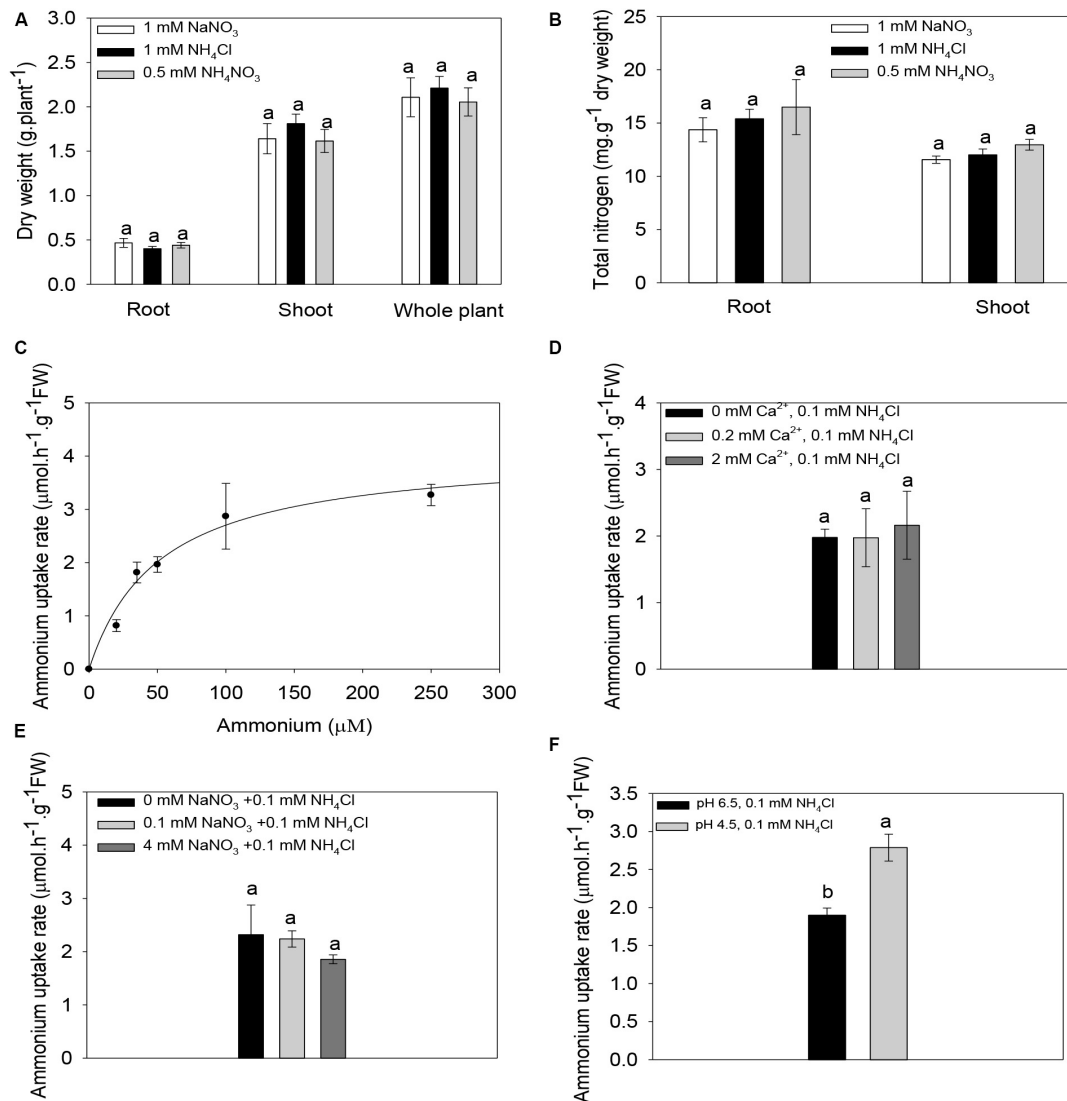 A
Dry weight (g.plant⁻¹)
3.0
2.5
2.0
1.5
1.0
0.5
0.0
1 mM NaNO₃
1 mM NH₄Cl
0.5 mM NH₄NO₃
a a a
a a a
a a a
Root Shoot Whole plant
B
Total nitrogen (mg.g⁻¹ dry weight)
25
20
15
10
5
0
1 mM NaNO₃
1 mM NH₄Cl
0.5 mM NH₄NO₃
a a a
a a a
Root Shoot
C
Ammonium uptake rate (μmol.h⁻¹.g⁻¹FW)
5
4
3
2
1
0
0 50 100 150 200 250 300
Ammonium (μM)
D
Ammonium uptake rate (μmol.h⁻¹.g⁻¹FW)
4
3
2
1
0
0 mM Ca²⁺, 0.1 mM NH₄Cl
0.2 mM Ca²⁺, 0.1 mM NH₄Cl
2 mM Ca²⁺, 0.1 mM NH₄Cl
a a a
E
Ammonium uptake rate (μmol.h⁻¹.g⁻¹FW)
5
4
3
2
1
0
0 mM NaNO₃ +0.1 mM NH₄Cl
0.1 mM NaNO₃ +0.1 mM NH₄Cl
4 mM NaNO₃ +0.1 mM NH₄Cl
a a a
F
Ammonium uptake rate (μmol.h⁻¹.g⁻¹FW)
3.5
3.0
2.5
2.0
1.5
1.0
0.5
0.0
pH 6.5, 0.1 mM NH₄Cl
pH 4.5, 0.1 mM NH₄Cl
b a